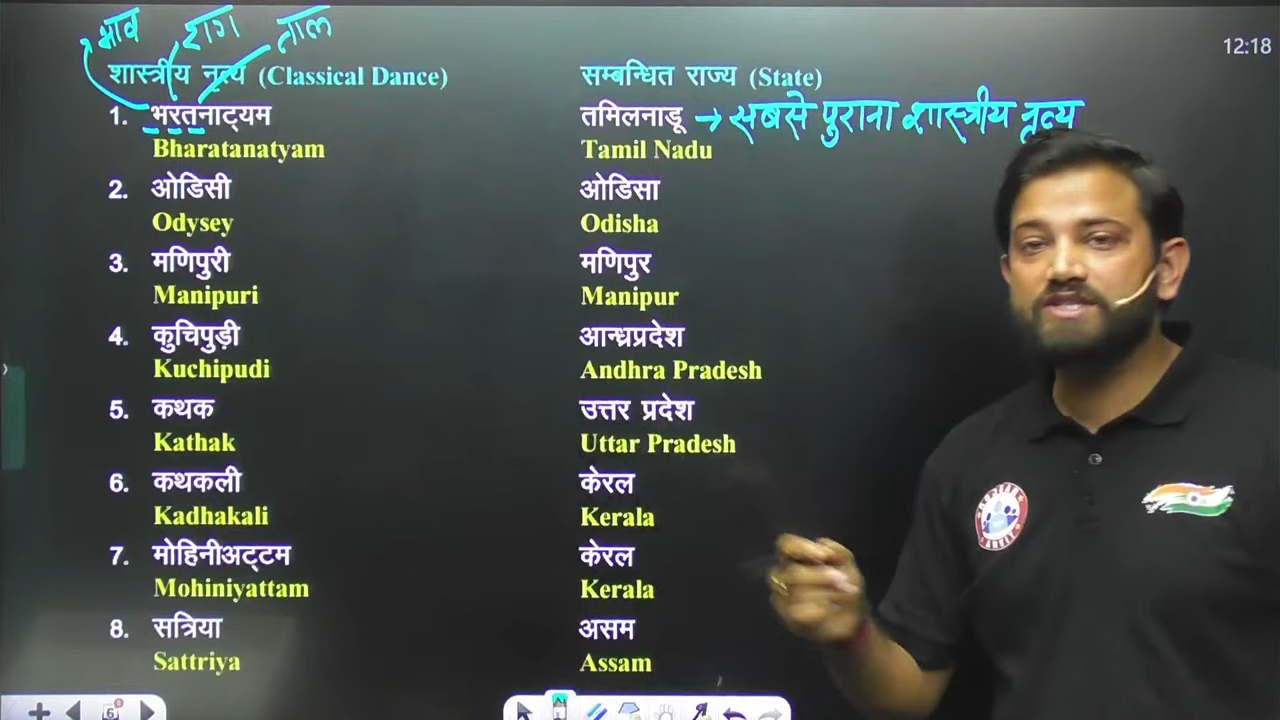 भाव राग ताल
12:18
शास्त्रीय नृत्य (Classical Dance) सम्बन्धित राज्य (State)
1. भरतनाट्यम तमिलनाडू → सबसे पुराना शास्त्रीय नृत्य
Bharatanatyam Tamil Nadu
2. ओडिसी ओडिसा
Odysey Odisha
3. मणिपुरी मणिपुर
Manipuri Manipur
4. कुचिपुड़ी आन्ध्रप्रदेश
Kuchipudi Andhra Pradesh
5. कथक उत्तर प्रदेश
Kathak Uttar Pradesh
6. कथकली केरल
Kadhakali Kerala
7. मोहिनीअट्टम केरल
Mohiniyattam Kerala
8. सत्रिया असम
Sattriya Assam
6